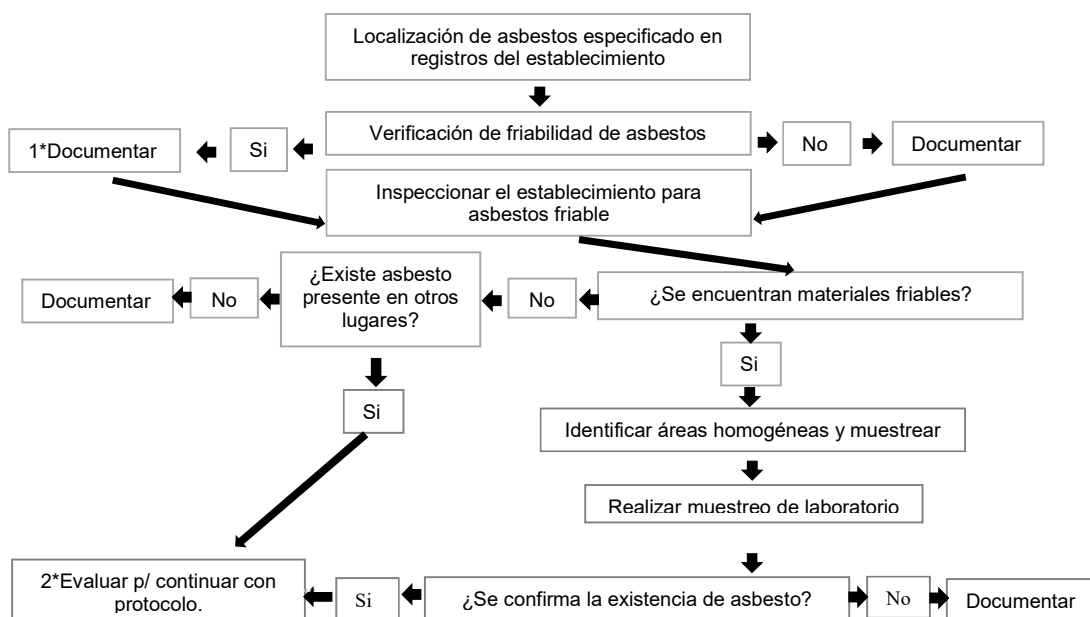 Localización de asbestos especificado en
registros del establecimiento
Verificación de friabilidad de asbestos
1*Documentar
Si
No
Documentar
Inspeccionar el establecimiento para
asbestos friable
¿Existe asbesto
presente en otros
lugares?
Documentar
No
No
¿Se encuentran materiales friables?
Si
Si
Identificar áreas homogéneas y muestrear
Realizar muestreo de laboratorio
2*Evaluar p/ continuar con
protocolo.
Si
¿Se confirma la existencia de asbesto?
No
Documentar